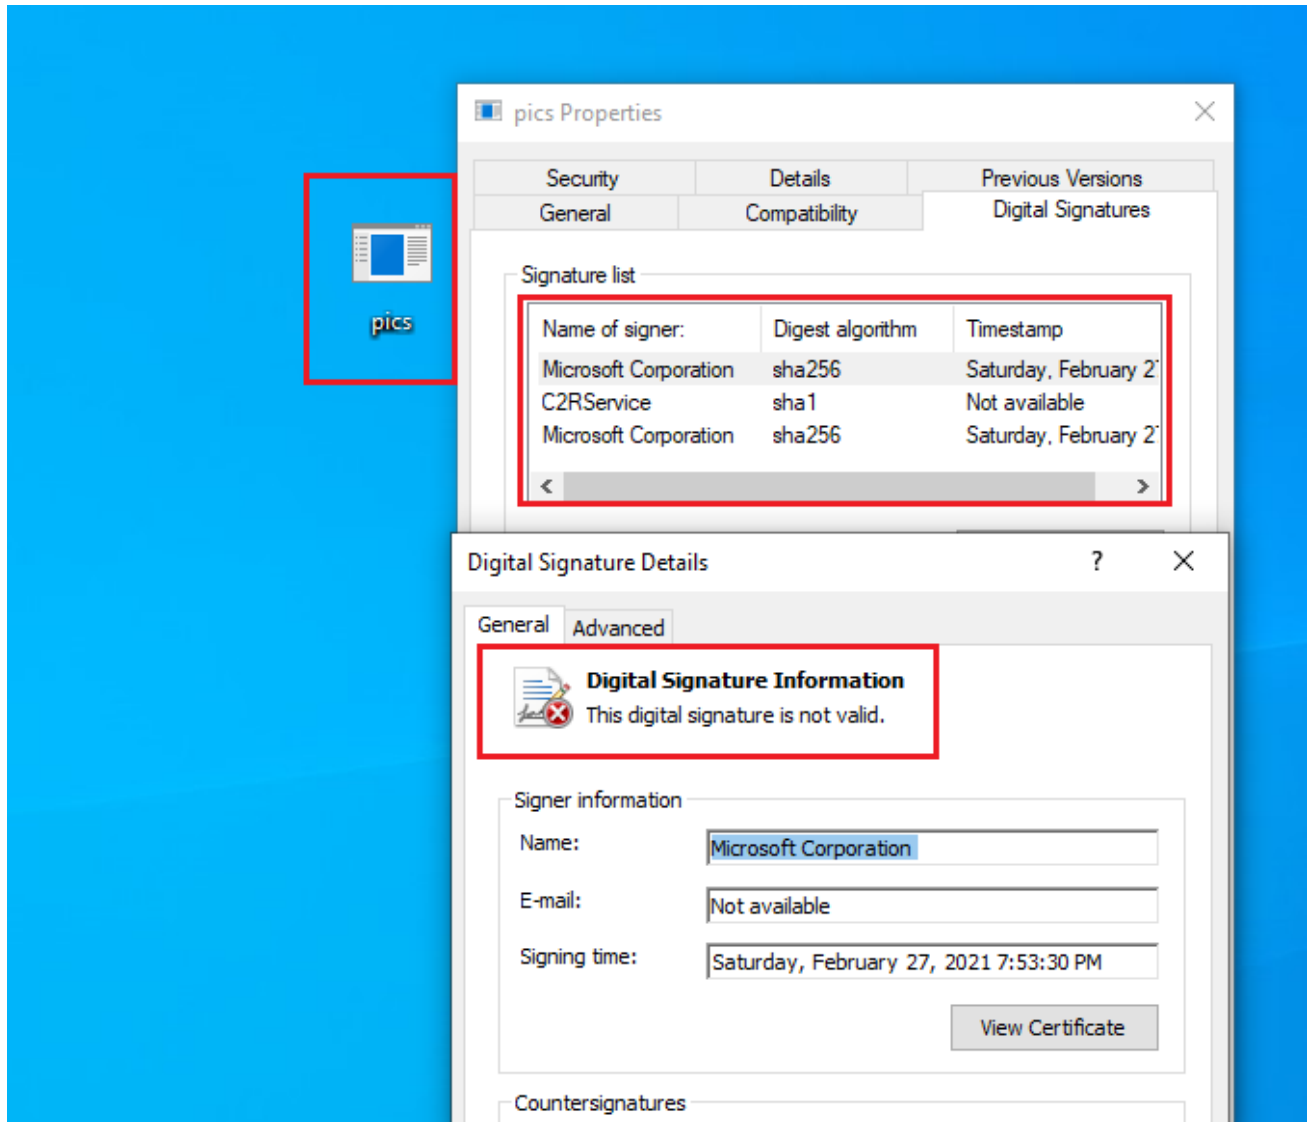 pics
pics Properties
Security Details Previous Versions
General Compatibility Digital Signatures
Signature list
Name of signer: Digest algorithm Timestamp
Microsoft Corporation sha256 Saturday, February 27
C2RService sha1 Not available
Microsoft Corporation sha256 Saturday, February 27
Digital Signature Details ?
General Advanced
Digital Signature Information
This digital signature is not valid.
Signer information
Name: Microsoft Corporation
E-mail: Not available
Signing time: Saturday, February 27, 2021 7:53:30 PM
View Certificate
Countersignatures